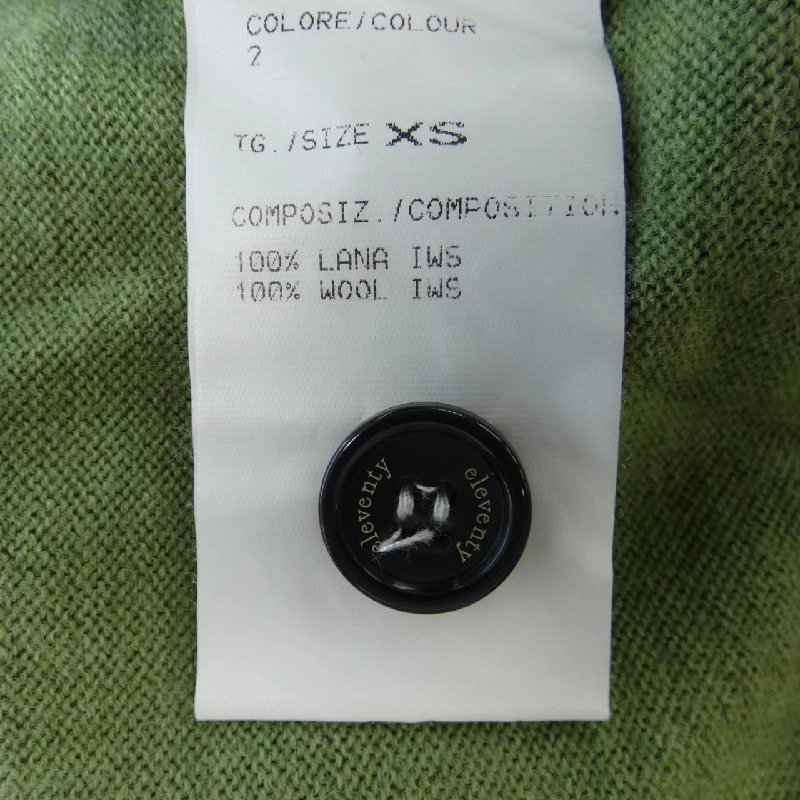 COLORE/COLOUR
2
TG./SIZE XS
COMPOSIZ./COMPOSITION
100% LANA IWS
100% WOOL IWS
eleventy
eleventy